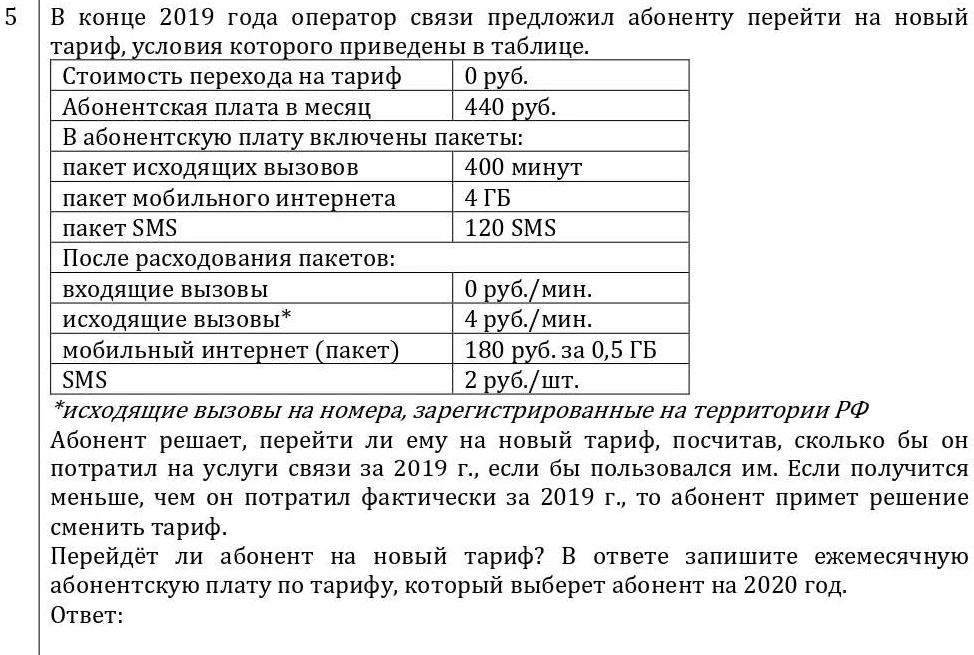 5
В конце 2019 года оператор связи предложил абоненту перейти на новый
тариф, условия которого приведены в таблице.
Стоимость перехода на тариф 0 руб.
Абонентская плата в месяц 440 руб.
В абонентскую плату включены пакеты:
пакет исходящих вызовов 400 минут
пакет мобильного интернета 4 ГБ
пакет SMS 120 SMS
После расходования пакетов:
входящие вызовы 0 руб./мин.
исходящие вызовы* 4 руб./мин.
мобильный интернет (пакет) 180 руб. за 0,5 ГБ
SMS 2 руб./шт.
*исходящие вызовы на номера, зарегистрированные на территории РФ
Абонент решает, перейти ли ему на новый тариф, посчитав, сколько бы он
потратил на услуги связи за 2019 г., если бы пользовался им. Если получится
меньше, чем он потратил фактически за 2019 г., то абонент примет решение
сменить тариф.
Перейдёт ли абонент на новый тариф? В ответе запишите ежемесячную
абонентскую плату по тарифу, который выберет абонент на 2020 год.
Ответ: